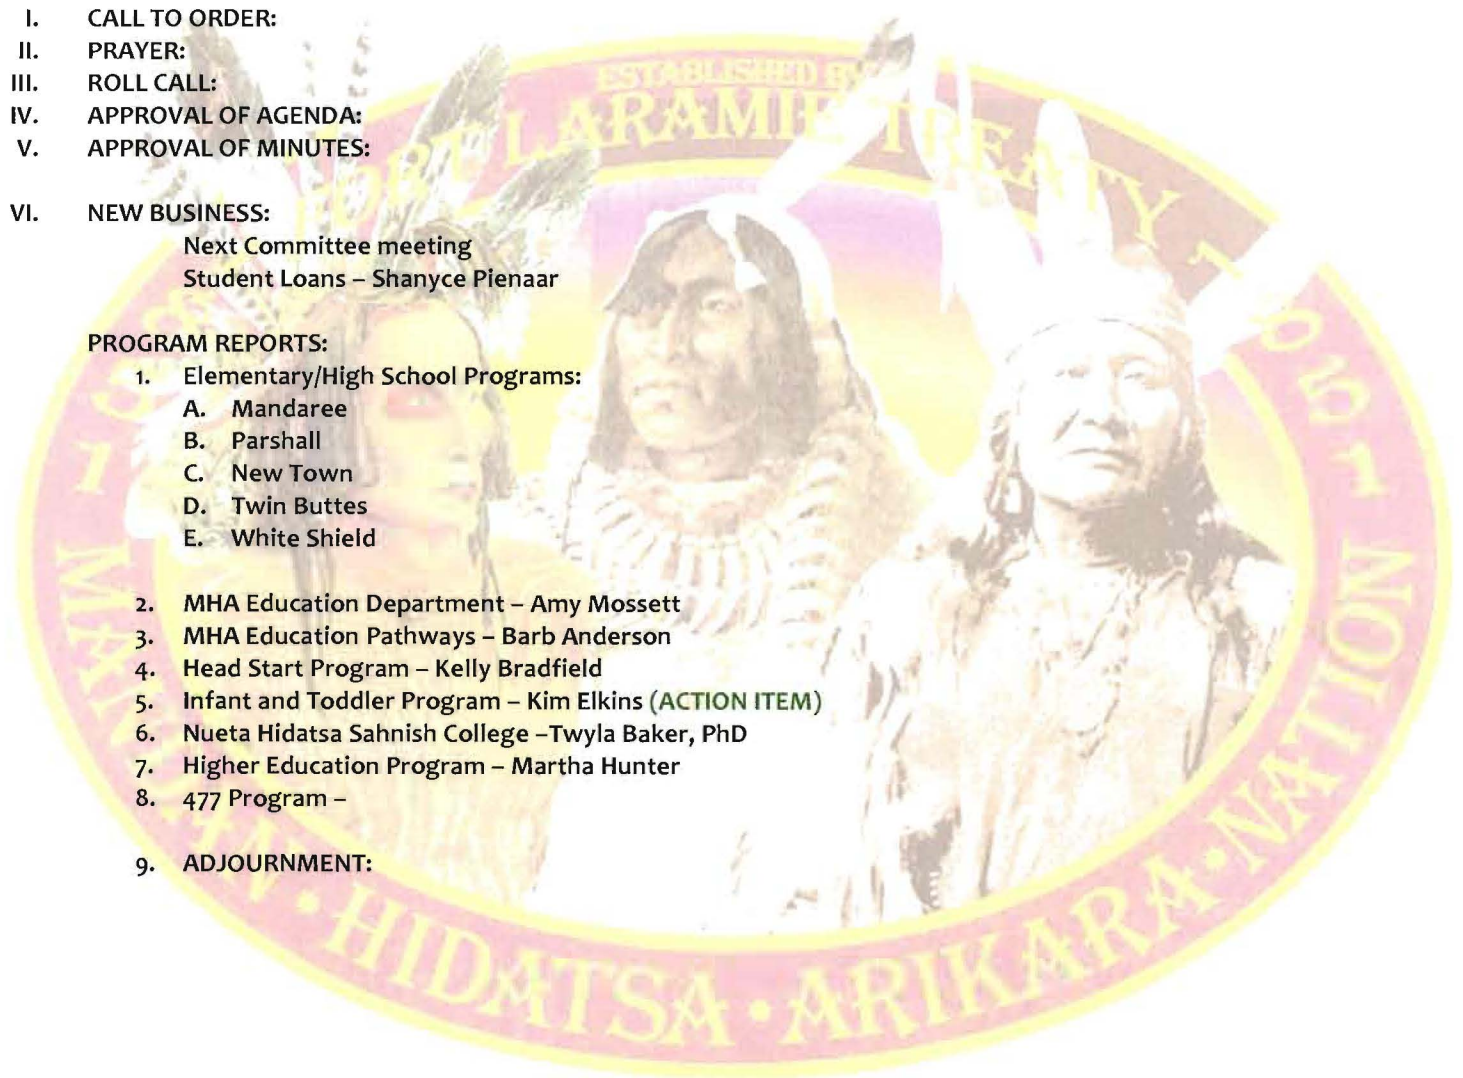 I. CALL TO ORDER:
II. PRAYER:
III. ROLL CALL:
IV. APPROVAL OF AGENDA:
V. APPROVAL OF MINUTES:
VI. NEW BUSINESS:
Next Committee meeting
Student Loans – Shanyce Pienaar
PROGRAM REPORTS:
1. Elementary/High School Programs:
A. Mandaree
B. Parshall
C. New Town
D. Twin Buttes
E. White Shield
2. MHA Education Department – Amy Mossett
3. MHA Education Pathways – Barb Anderson
4. Head Start Program – Kelly Bradfield
5. Infant and Toddler Program – Kim Elkins (ACTION ITEM)
6. Nueta Hidatsa Sahnish College –Twyla Baker, PhD
7. Higher Education Program – Martha Hunter
8. 477 Program –
9. ADJOURNMENT:
ESTABLISHED BY
FORT LARAMIE TREATY 1851
MANDAN • HIDATSA • ARIKARA • NATION